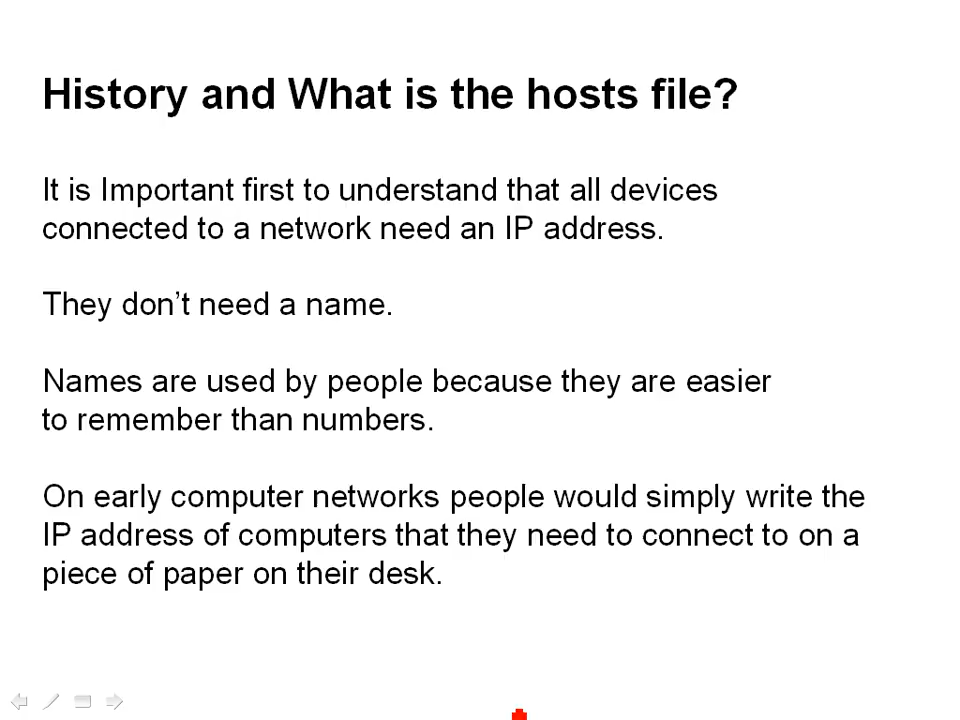 History and What is the hosts file?
It is Important first to understand that all devices
connected to a network need an IP address.
They don’t need a name.
Names are used by people because they are easier
to remember than numbers.
On early computer networks people would simply write the
IP address of computers that they need to connect to on a
piece of paper on their desk.